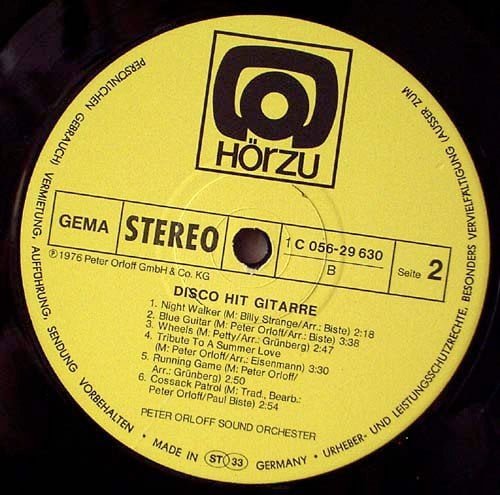 HÖRZU
GEMA
STEREO
1C 056-29 630
B
Seite 2
℗ 1976 Peter Orloff GmbH & Co. KG
DISCO HIT GITARRE
1. Night Walker (M: Billy Strange/Arr.: Biste) 2:18
2. Blue Guitar (M: Peter Orloff/Arr.: Biste) 3:38
3. Wheels (M: Petty/Arr.: Grünberg) 2:47
4. Tribute To A Summer Love
(M: Peter Orloff/Arr.: Eisenmann) 3:30
5. Running Game (M: Peter Orloff/
Arr.: Grünberg) 2:50
6. Cossack Patrol (M: Trad., Bearb.:
Peter Orloff/Paul Biste) 2:54
PETER ORLOFF SOUND ORCHESTER
URHEBER- UND LEISTUNGSSCHUTZRECHTE, BESONDERS VERVIELFÄLTIGUNG (AUSSER ZUM PERSÖNLICHEN GEBRAUCH) VERMIETUNG, AUFFÜHRUNG, SENDUNG VORBEHALTEN • MADE IN ST 33 GERMANY •